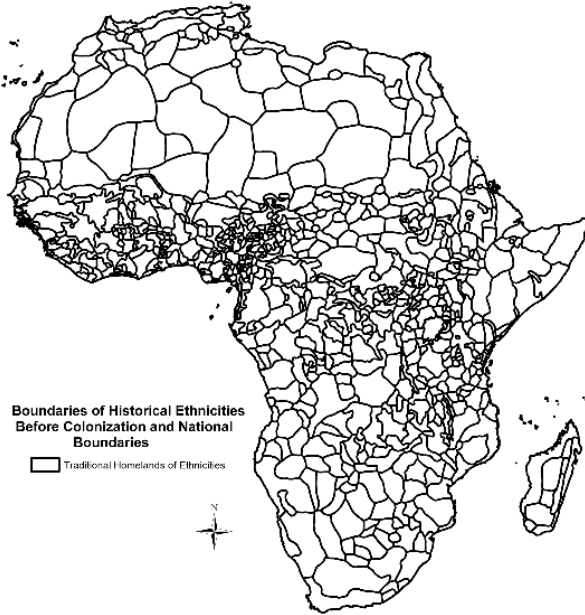 Boundaries of Historical Ethnicities
Before Colonization and National
Boundaries
Traditional Homelands of Ethnicities
N